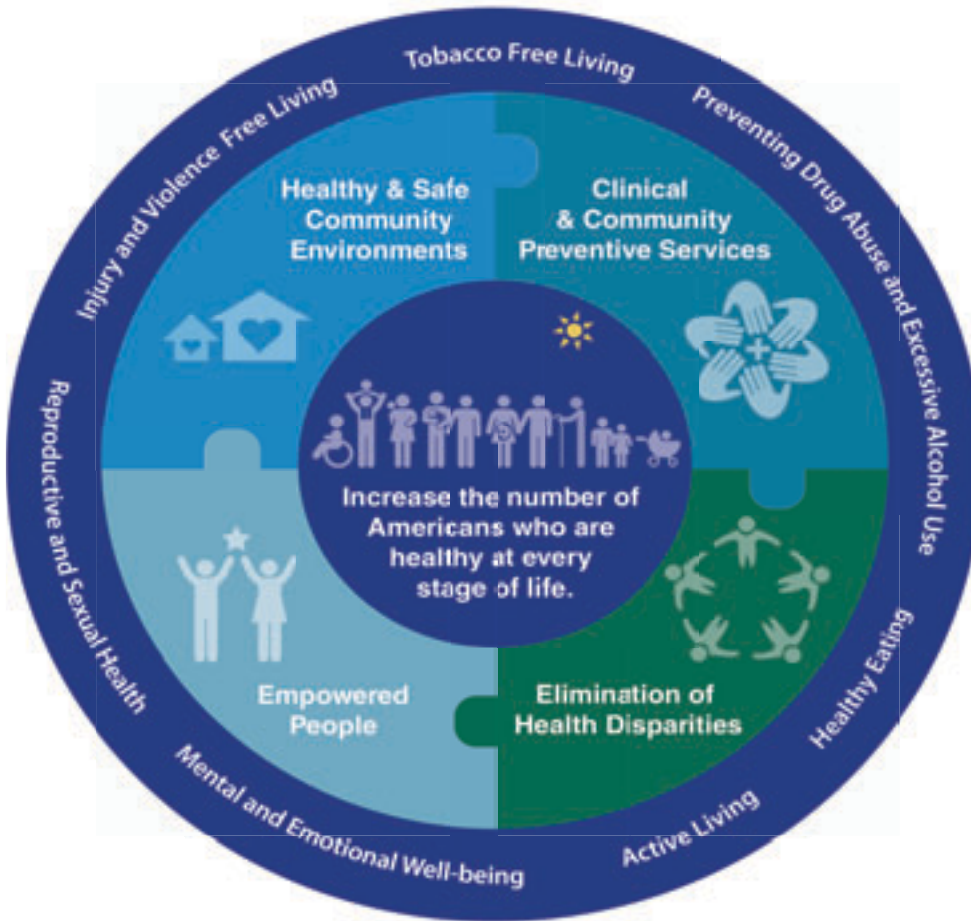 Tobacco Free Living
Preventing Drug Abuse and Excessive Alcohol Use
Healthy Eating
Active Living
Mental and Emotional Well-being
Reproductive and Sexual Health
Injury and Violence Free Living
Healthy & Safe
Community
Environments
Clinical
& Community
Preventive Services
Increase the number of
Americans who are
healthy at every
stage of life.
Empowered
People
Elimination of
Health Disparities